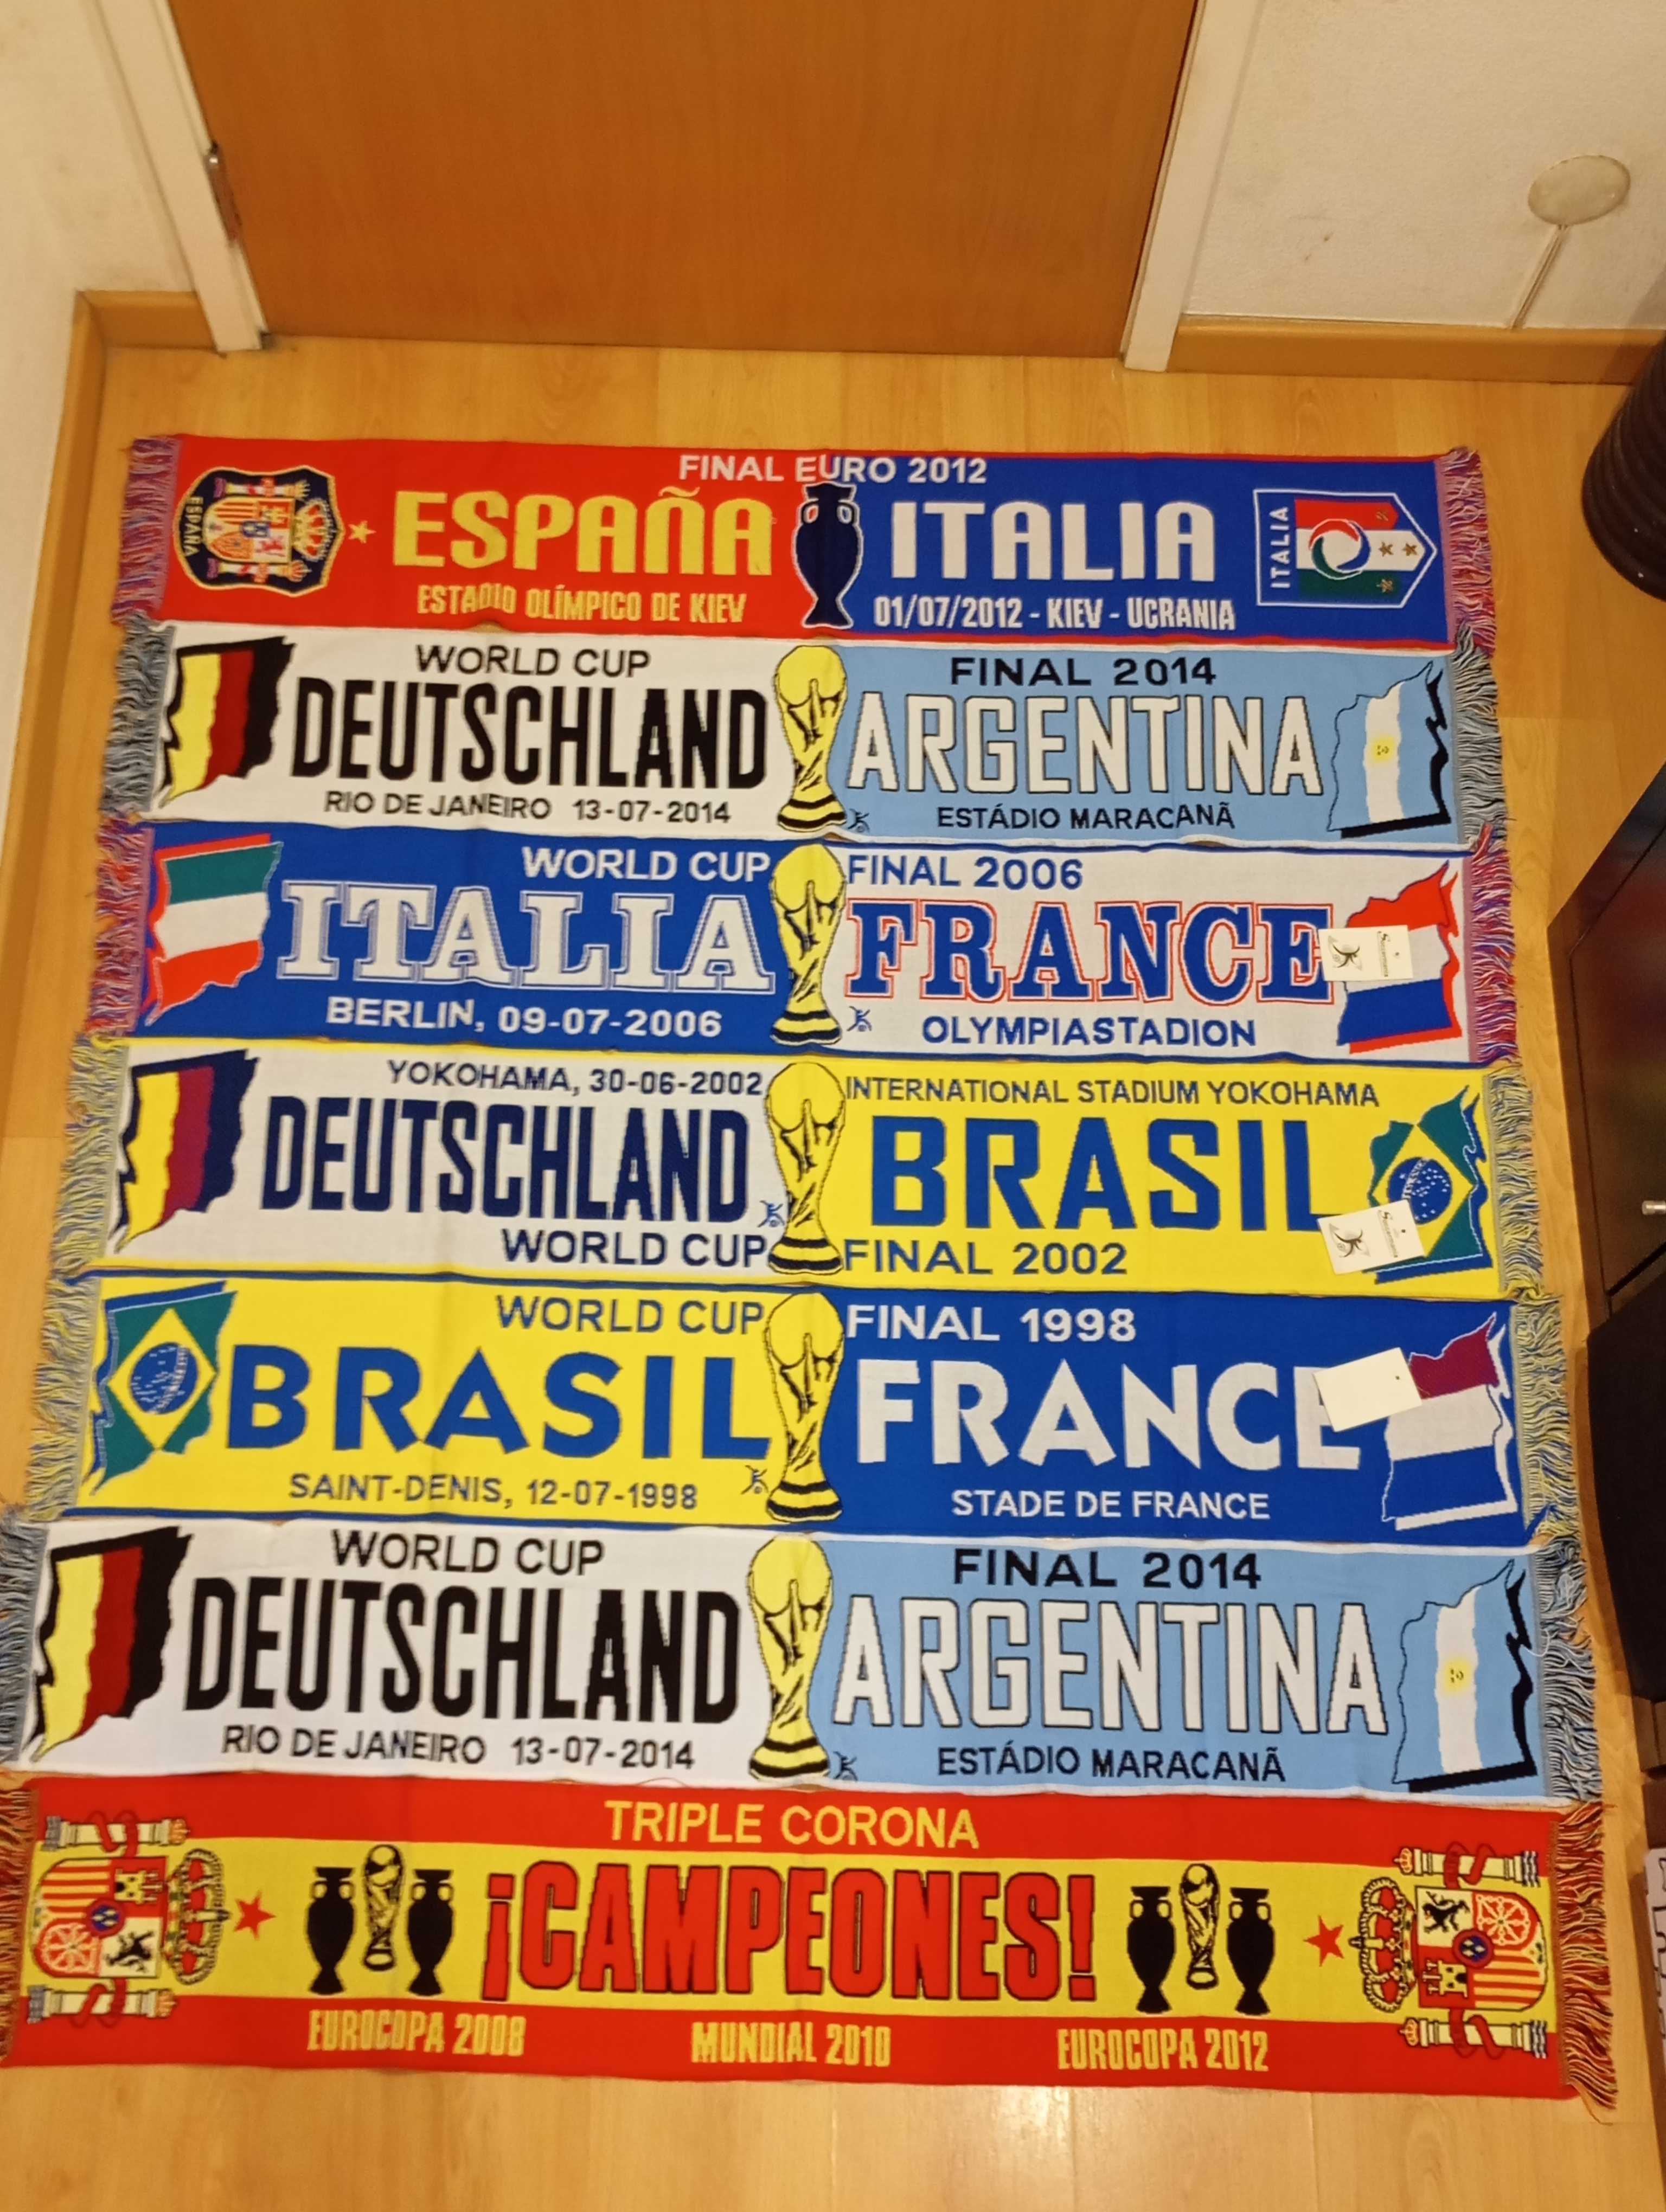 FINAL EURO 2012
ESPAÑA
ITALIA
ESPAÑA
ITALIA
ESTADIO OLÍMPICO DE KIEV
01/07/2012 - KIEV - UCRANIA
WORLD CUP
FINAL 2014
DEUTSCHLAND
ARGENTINA
RIO DE JANEIRO 13-07-2014
ESTÁDIO MARACANÃ
WORLD CUP
FINAL 2006
ITALIA
FRANCE
BERLIN, 09-07-2006
OLYMPIASTADION
YOKOHAMA, 30-06-2002
INTERNATIONAL STADIUM YOKOHAMA
DEUTSCHLAND
BRASIL
WORLD CUP
FINAL 2002
WORLD CUP
FINAL 1998
BRASIL
FRANCE
SAINT-DENIS, 12-07-1998
STADE DE FRANCE
WORLD CUP
FINAL 2014
DEUTSCHLAND
ARGENTINA
RIO DE JANEIRO 13-07-2014
ESTÁDIO MARACANÃ
TRIPLE CORONA
¡CAMPEONES!
EUROCOPA 2008
MUNDIAL 2010
EUROCOPA 2012